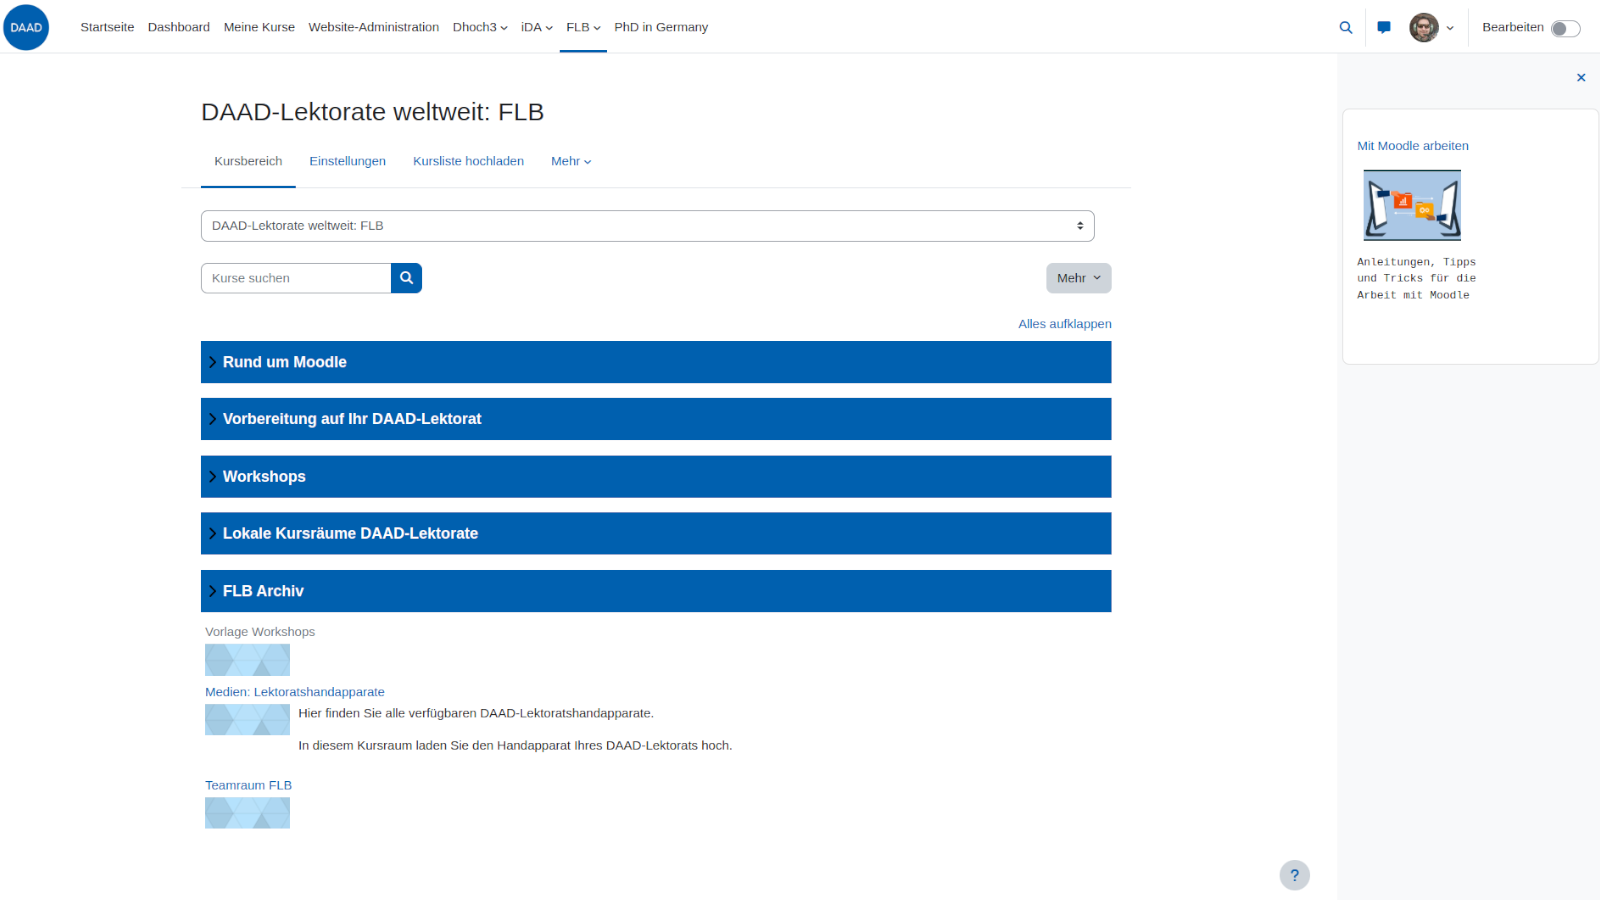 DAAD
Startseite
Dashboard
Meine Kurse
Website-Administration
Dhoch3
iDA
FLB
PhD in Germany
Bearbeiten
DAAD-Lektorate weltweit: FLB
Kursbereich
Einstellungen
Kursliste hochladen
Mehr
DAAD-Lektorate weltweit: FLB
Kurse suchen
Mehr
Alles aufklappen
Rund um Moodle
Vorbereitung auf Ihr DAAD-Lektorat
Workshops
Lokale Kursräume DAAD-Lektorate
FLB Archiv
Vorlage Workshops
Medien: Lektoratshandapparate
Hier finden Sie alle verfügbaren DAAD-Lektoratshandapparate.
In diesem Kursraum laden Sie den Handapparat Ihres DAAD-Lektorats hoch.
Teamraum FLB
Mit Moodle arbeiten
Anleitungen, Tipps
und Tricks für die
Arbeit mit Moodle
?